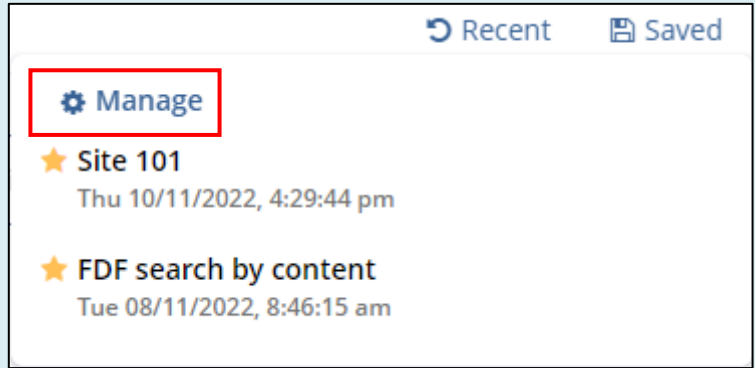 Recent Saved
Manage
Site 101
Thu 10/11/2022, 4:29:44 pm
FDF search by content
Tue 08/11/2022, 8:46:15 am